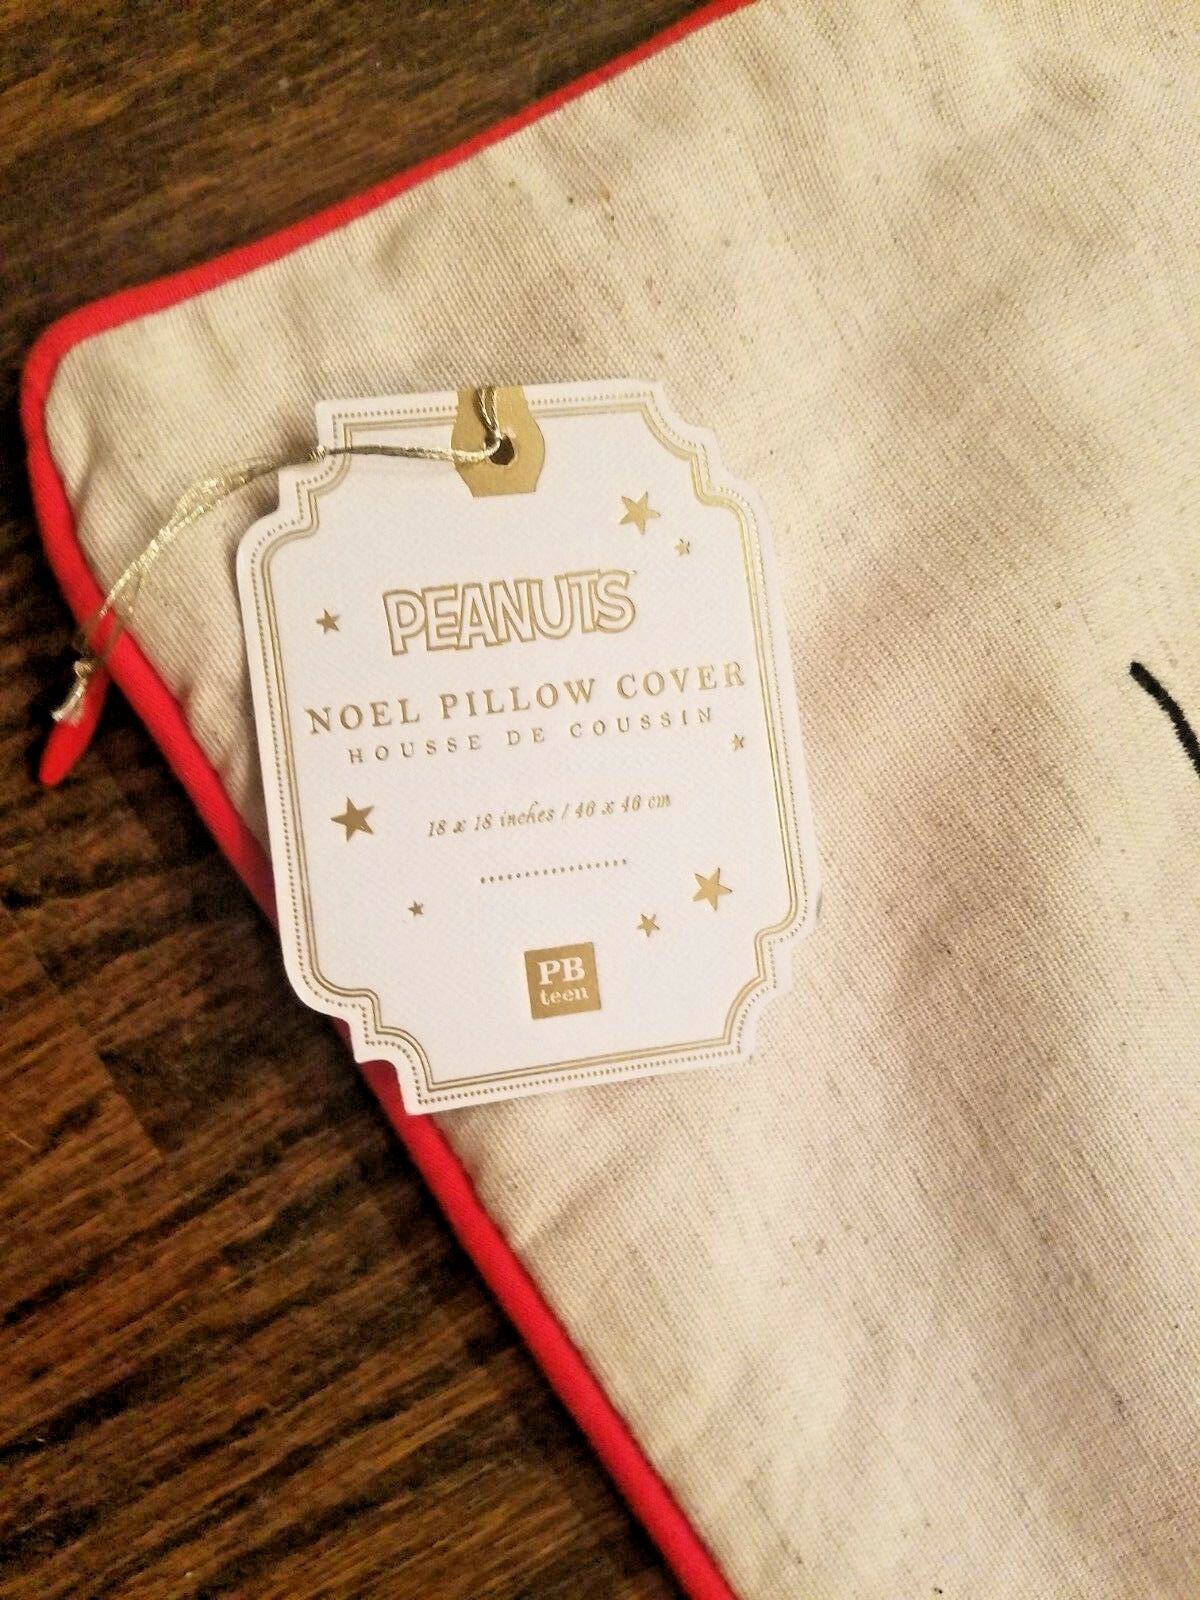 PEANUTS
NOEL PILLOW COVER
HOUSSE DE COUSSIN
18 x 18 inches / 46 x 46 cm
PB
teen